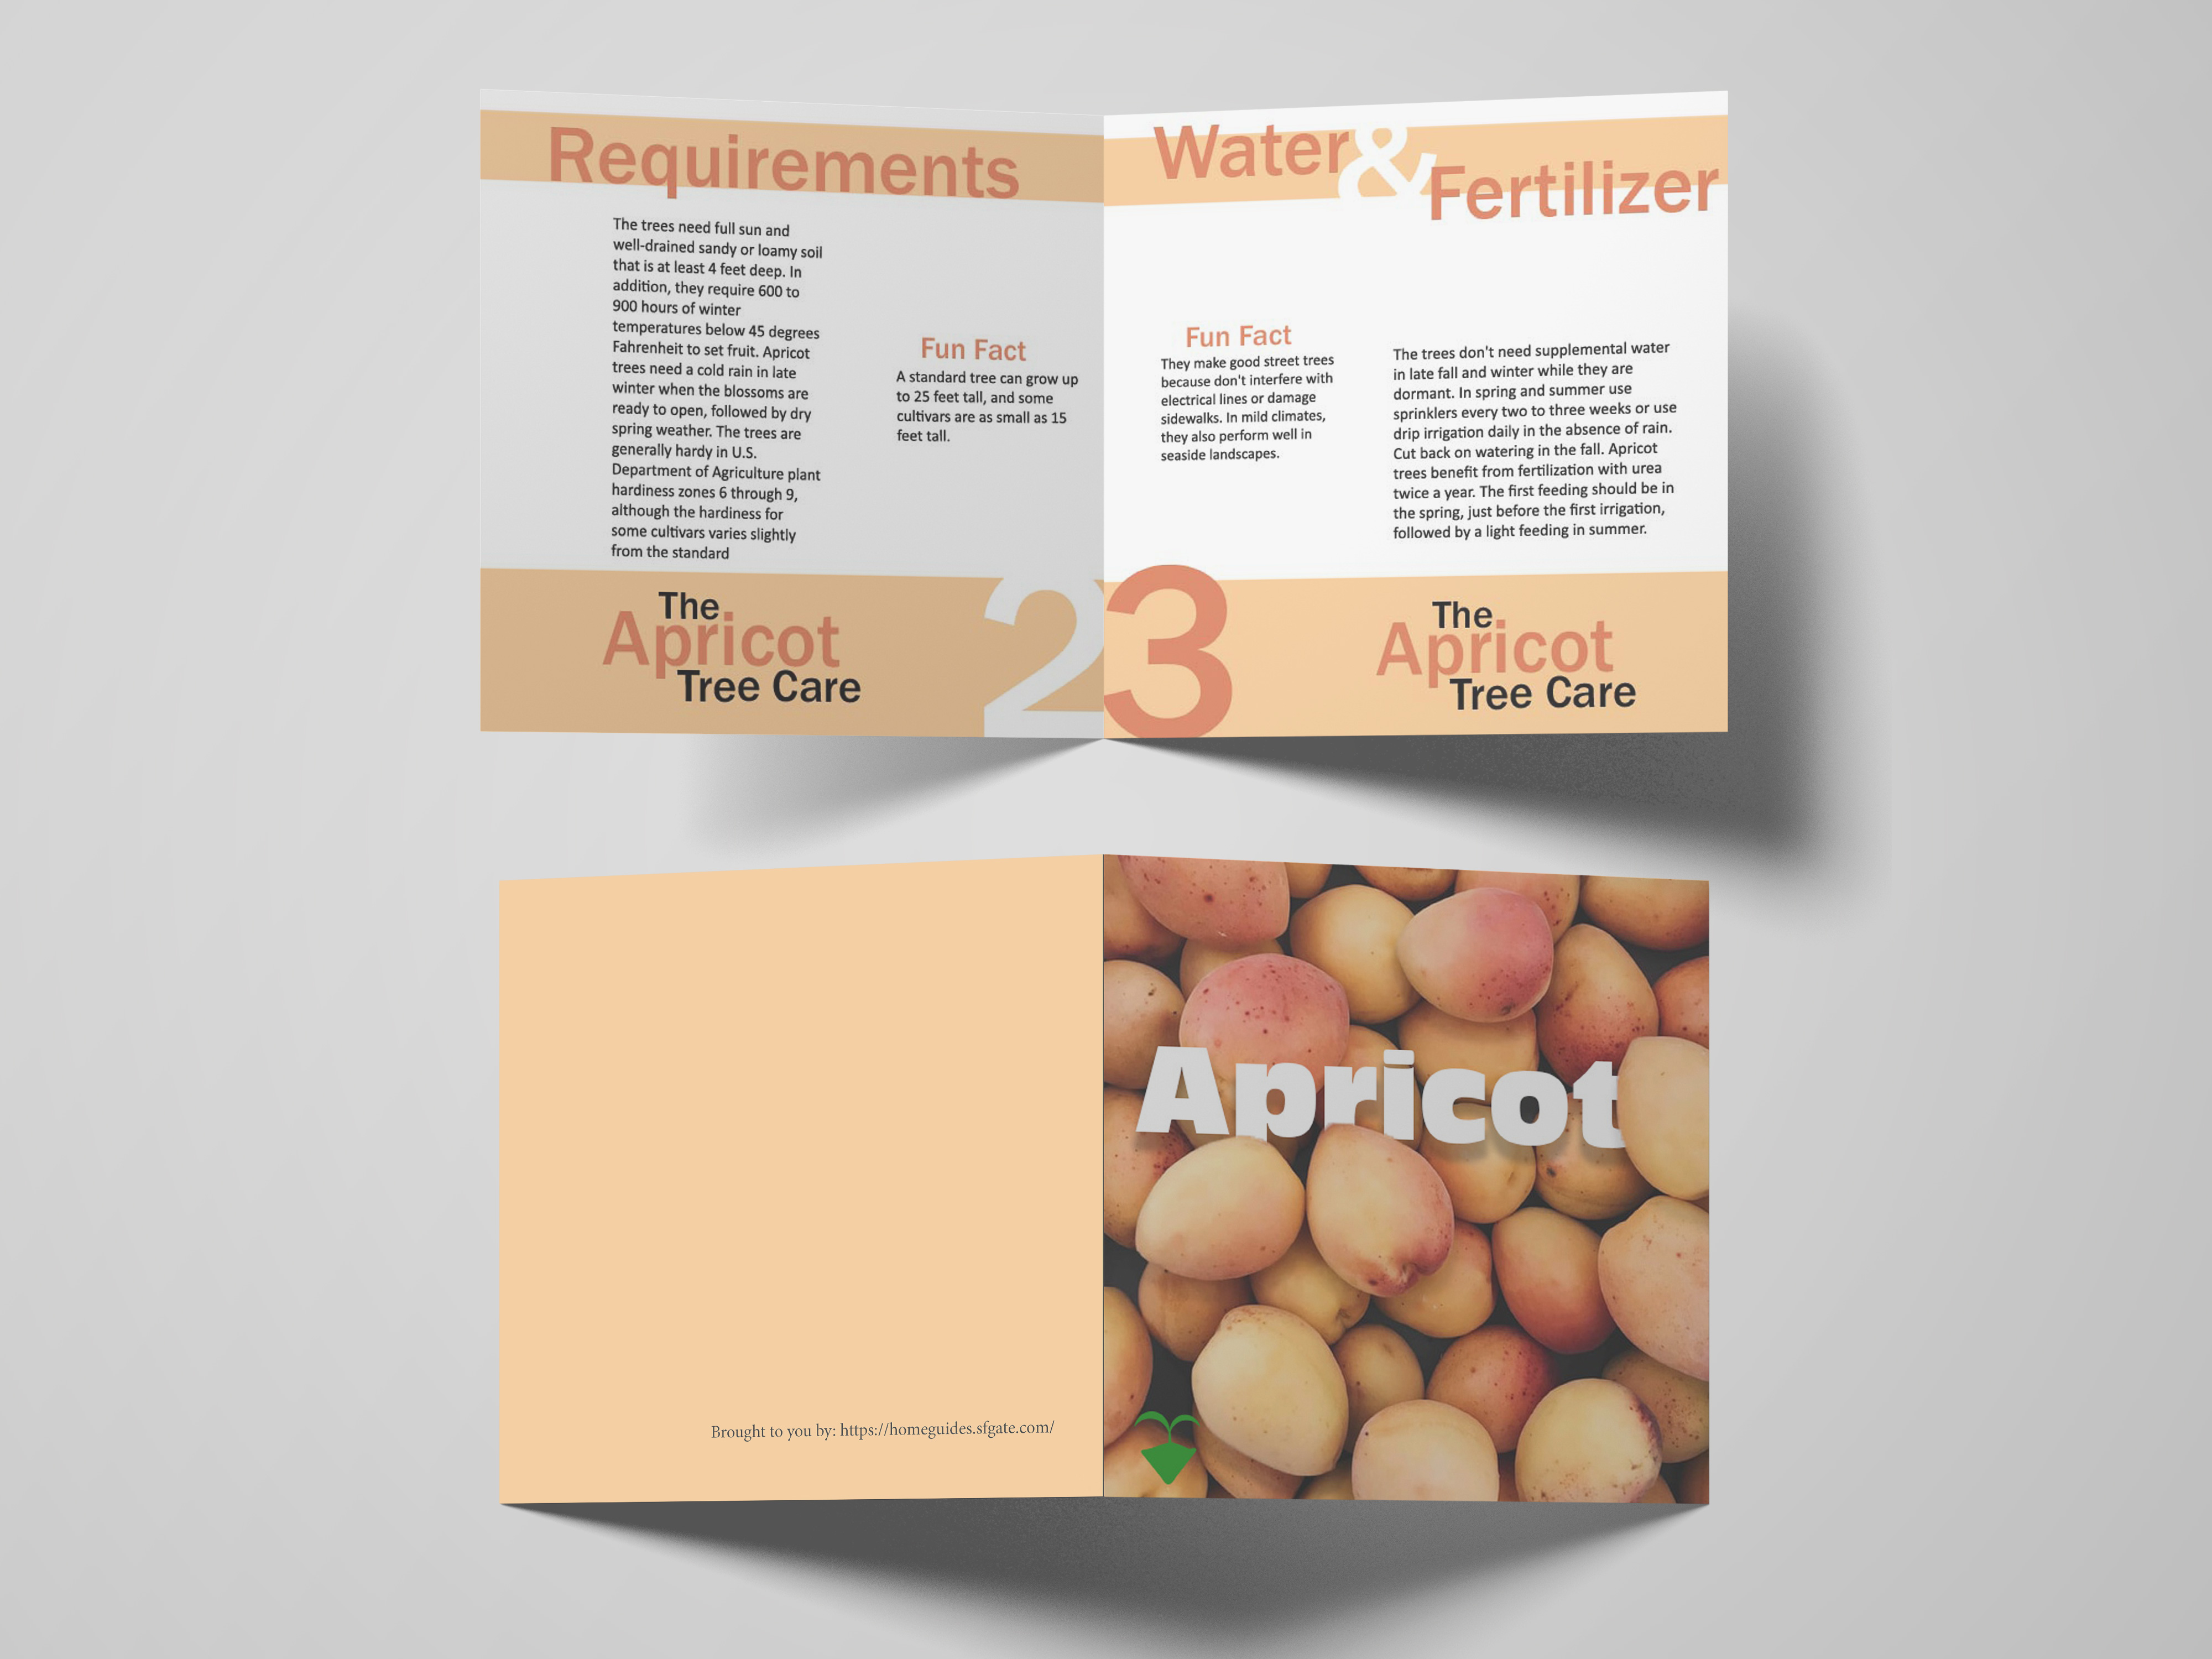 Requirements
The trees need full sun and
well-drained sandy or loamy soil
that is at least 4 feet deep. In
addition, they require 600 to
900 hours of winter
temperatures below 45 degrees
Fahrenheit to set fruit. Apricot
trees need a cold rain in late
winter when the blossoms are
ready to open, followed by dry
spring weather. The trees are
generally hardy in U.S.
Department of Agriculture plant
hardiness zones 6 through 9,
although the hardiness for
some cultivars varies slightly
from the standard
Fun Fact
A standard tree can grow up
to 25 feet tall, and some
cultivars are as small as 15
feet tall.
The
Apricot
Tree Care
2
Water &
Fertilizer
Fun Fact
They make good street trees
because don't interfere with
electrical lines or damage
sidewalks. In mild climates,
they also perform well in
seaside landscapes.
The trees don't need supplemental water
in late fall and winter while they are
dormant. In spring and summer use
sprinklers every two to three weeks or use
drip irrigation daily in the absence of rain.
Cut back on watering in the fall. Apricot
trees benefit from fertilization with urea
twice a year. The first feeding should be in
the spring, just before the first irrigation,
followed by a light feeding in summer.
3
The
Apricot
Tree Care
Brought to you by: https://homeguides.sfgate.com/
Apricot